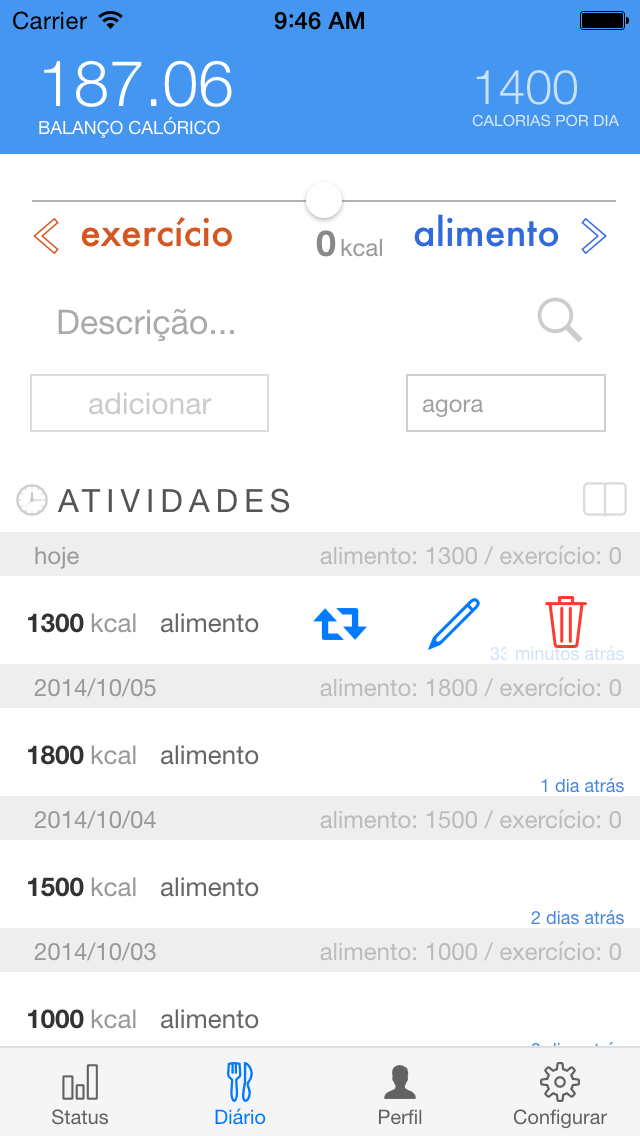 Carrier 9:46 AM
187.06 1400
BALANÇO CALÓRICO CALORIAS POR DIA
exercício 0 kcal alimento
Descrição...
adicionar agora
ATIVIDADES
hoje alimento: 1300 / exercício: 0
1300 kcal alimento
33 minutos atrás
2014/10/05 alimento: 1800 / exercício: 0
1800 kcal alimento
1 dia atrás
2014/10/04 alimento: 1500 / exercício: 0
1500 kcal alimento
2 dias atrás
2014/10/03 alimento: 1000 / exercício: 0
1000 kcal alimento
Status Diário Perfil Configurar